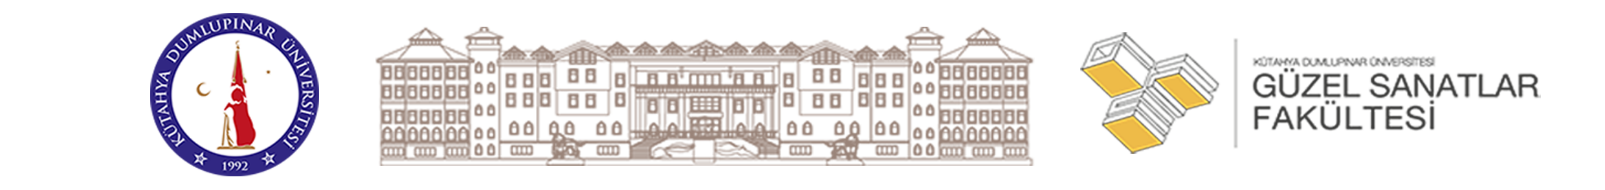 KÜTAHYA DUMLUPINAR ÜNİVERSİTESİ
1992
KÜTAHYA DUMLUPINAR ÜNİVERSİTESİ
GÜZEL SANATLAR
FAKÜLTESİ